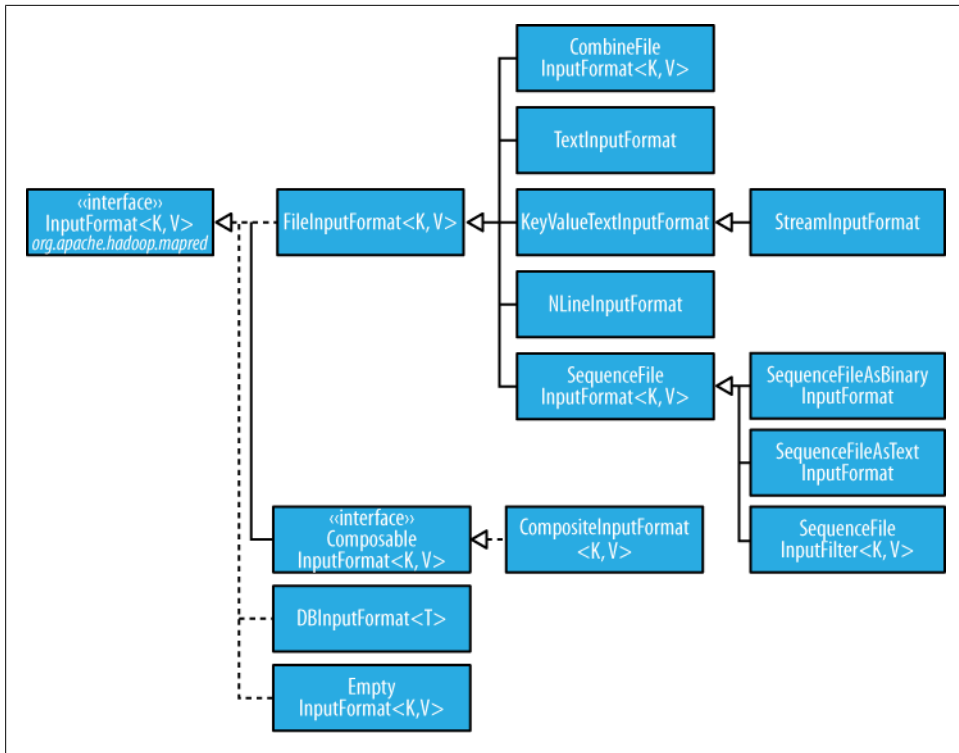 CombineFile
InputFormat<K, V>
TextInputFormat
‹‹interface››
InputFormat<K, V>
org.apache.hadoop.mapred
FileInputFormat<K, V>
KeyValueTextInputFormat
StreamInputFormat
NLineInputFormat
SequenceFile
InputFormat<K, V>
SequenceFileAsBinary
InputFormat
SequenceFileAsText
InputFormat
‹‹interface››
Composable
InputFormat<K, V>
CompositeInputFormat
<K, V>
SequenceFile
InputFilter<K, V>
DBInputFormat<T>
Empty
InputFormat<K,V>